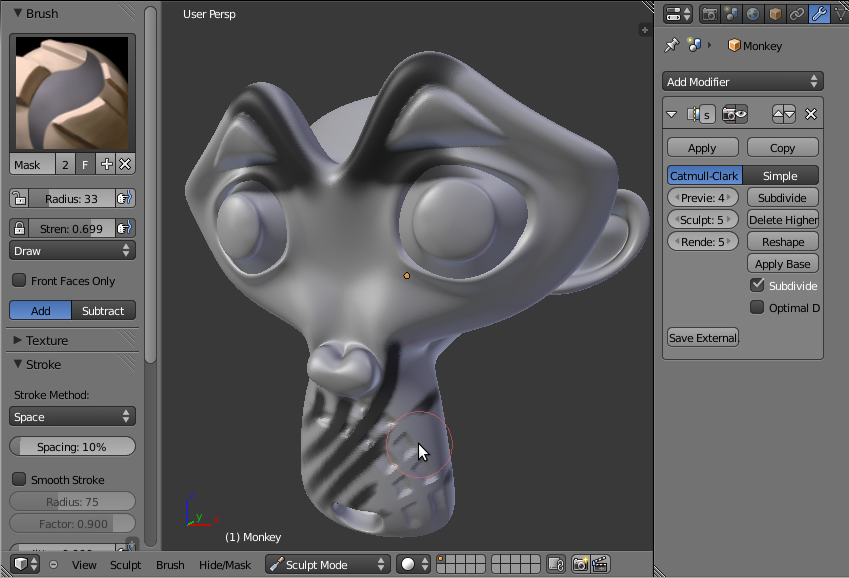 Brush
Mask 2 F
Radius: 33
Stren: 0.699
Draw
Front Faces Only
Add Subtract
Texture
Stroke
Stroke Method:
Space
Spacing: 10%
Smooth Stroke
Radius: 75
Factor: 0.900
User Persp
z
y
x
(1) Monkey
View Sculpt Brush Hide/Mask Sculpt Mode
Monkey
Add Modifier
s
Apply Copy
Catmull-Clark Simple
Previe: 4 Subdivide
Sculpt: 5 Delete Higher
Rende: 5 Reshape
Apply Base
Subdivide
Optimal D
Save External.